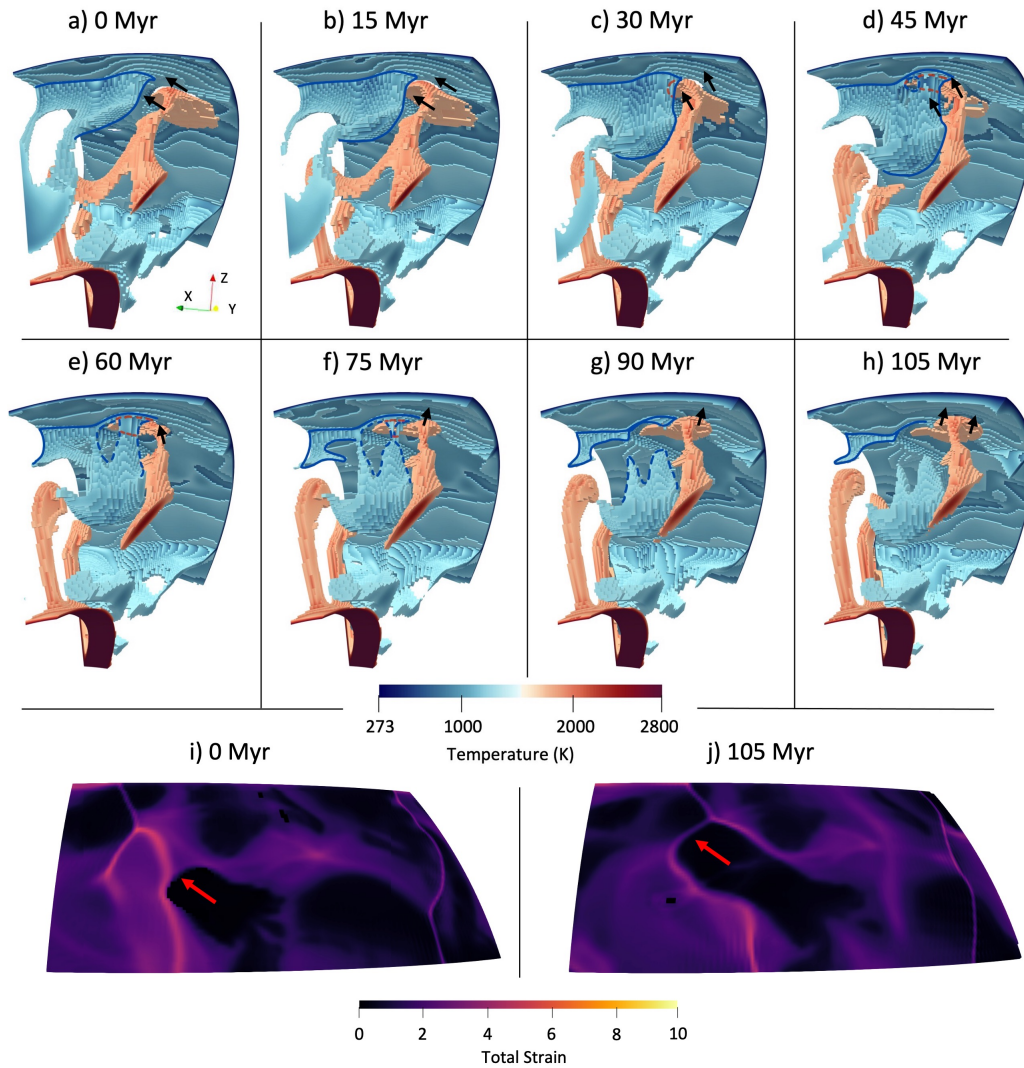 a) 0 Myr
b) 15 Myr
c) 30 Myr
d) 45 Myr
Z
X
Y
e) 60 Myr
f) 75 Myr
g) 90 Myr
h) 105 Myr
273 1000 2000 2800
Temperature (K)
i) 0 Myr
j) 105 Myr
0 2 4 6 8 10
Total Strain